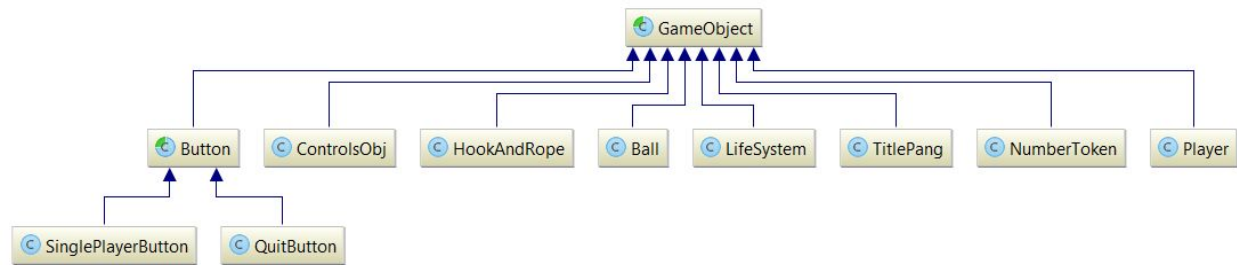 GameObject
Button
ControlsObj
HookAndRope
Ball
LifeSystem
TitlePang
NumberToken
Player
SinglePlayerButton
QuitButton